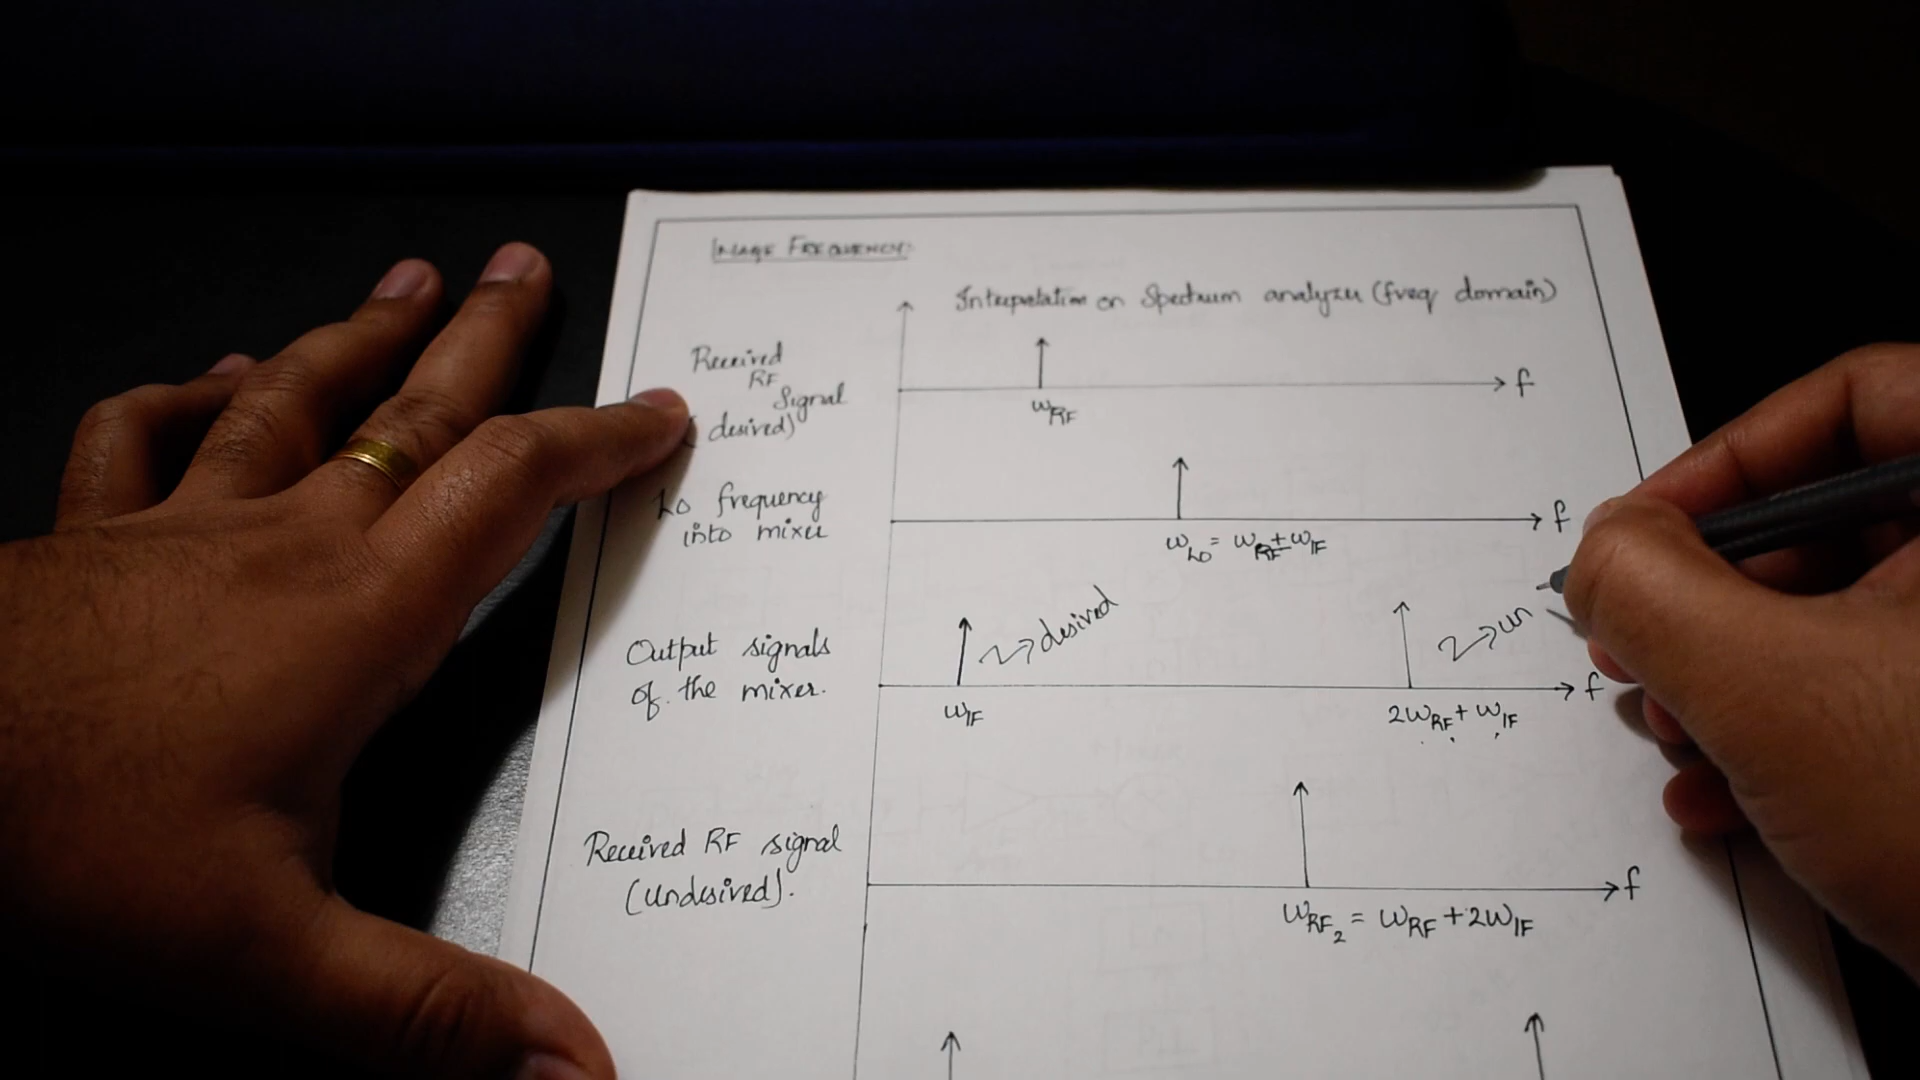 IMAGE FREQUENCY:
Interpretation on Spectrum analyzer (freq domain)
Received
RF
Signal
(desired)
f
ωRF
Lo frequency
into mixer
f
ωLo = ωRF + ωIF
Output signals
of the mixer.
desired
un
f
ωIF
2ωRF + ωIF
Received RF signal
(undesired).
f
ωRF2 = ωRF + 2ωIF